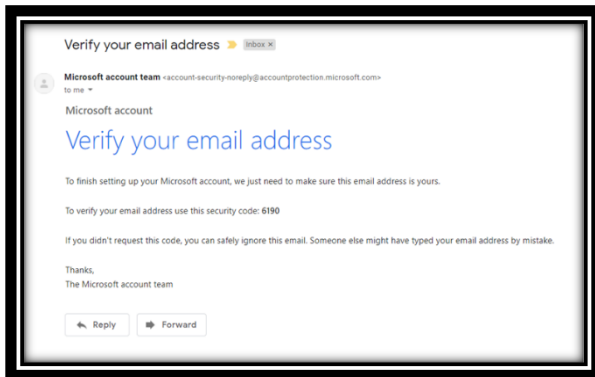 Verify your email address
Inbox ×
Microsoft account team <account-security-noreply@accountprotection.microsoft.com>
to me
Microsoft account
Verify your email address
To finish setting up your Microsoft account, we just need to make sure this email address is yours.
To verify your email address use this security code: 6190
If you didn't request this code, you can safely ignore this email. Someone else might have typed your email address by mistake.
Thanks,
The Microsoft account team
Reply
Forward